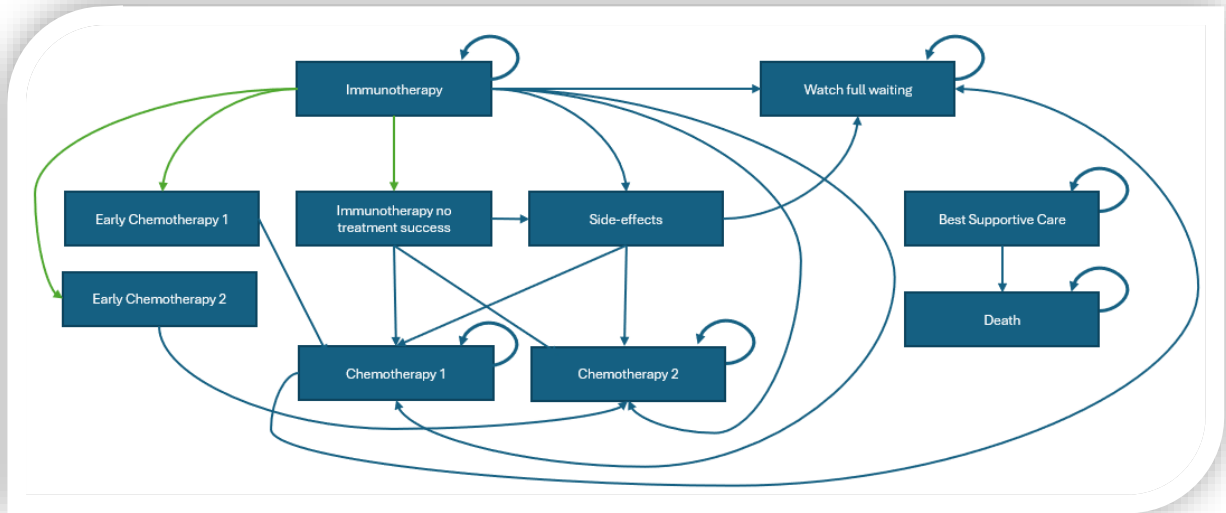 Immunotherapy
Watch full waiting
Early Chemotherapy 1
Immunotherapy no
treatment success
Side-effects
Best Supportive Care
Early Chemotherapy 2
Death
Chemotherapy 1
Chemotherapy 2